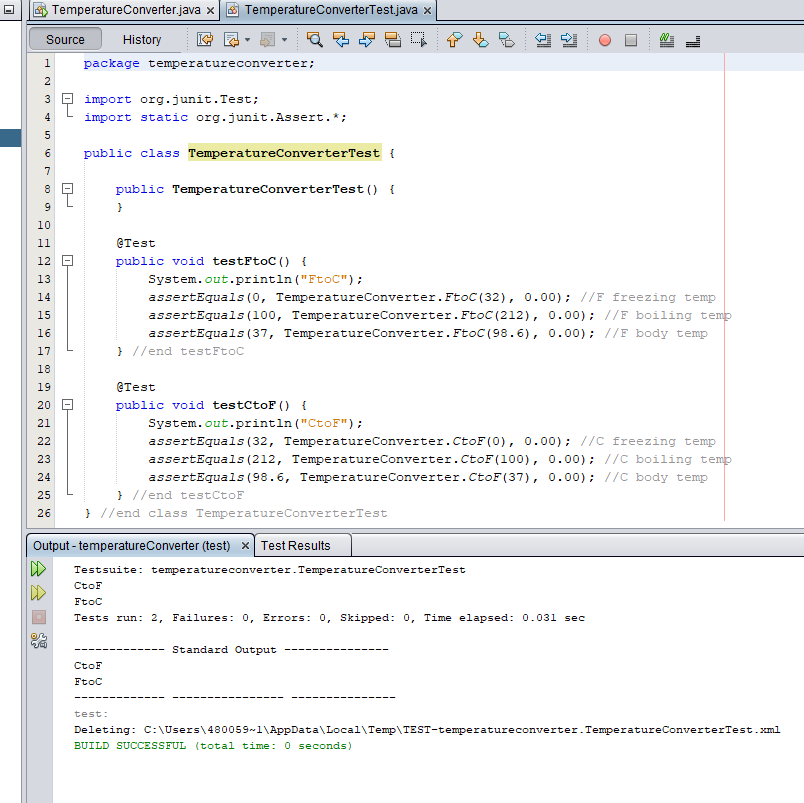 TemperatureConverter.java × TemperatureConverterTest.java ×
Source History
1 package temperatureconverter;
2
3 import org.junit.Test;
4 import static org.junit.Assert.*;
5
6 public class TemperatureConverterTest {
7
8 public TemperatureConverterTest() {
9 }
10
11 @Test
12 public void testFtoC() {
13 System.out.println("FtoC");
14 assertEquals(0, TemperatureConverter.FtoC(32), 0.00); //F freezing temp
15 assertEquals(100, TemperatureConverter.FtoC(212), 0.00); //F boiling temp
16 assertEquals(37, TemperatureConverter.FtoC(98.6), 0.00); //F body temp
17 } //end testFtoC
18
19 @Test
20 public void testCtoF() {
21 System.out.println("CtoF");
22 assertEquals(32, TemperatureConverter.CtoF(0), 0.00); //C freezing temp
23 assertEquals(212, TemperatureConverter.CtoF(100), 0.00); //C boiling temp
24 assertEquals(98.6, TemperatureConverter.CtoF(37), 0.00); //C body temp
25 } //end testCtoF
26 } //end class TemperatureConverterTest
Output - temperatureConverter (test) × Test Results
Testsuite: temperatureconverter.TemperatureConverterTest
CtoF
FtoC
Tests run: 2, Failures: 0, Errors: 0, Skipped: 0, Time elapsed: 0.031 sec
------------- Standard Output ---------------
CtoF
FtoC
------------- ---------------- ---------------
test:
Deleting: C:\Users\480059~1\AppData\Local\Temp\TEST-temperatureconverter.TemperatureConverterTest.xml
BUILD SUCCESSFUL (total time: 0 seconds)